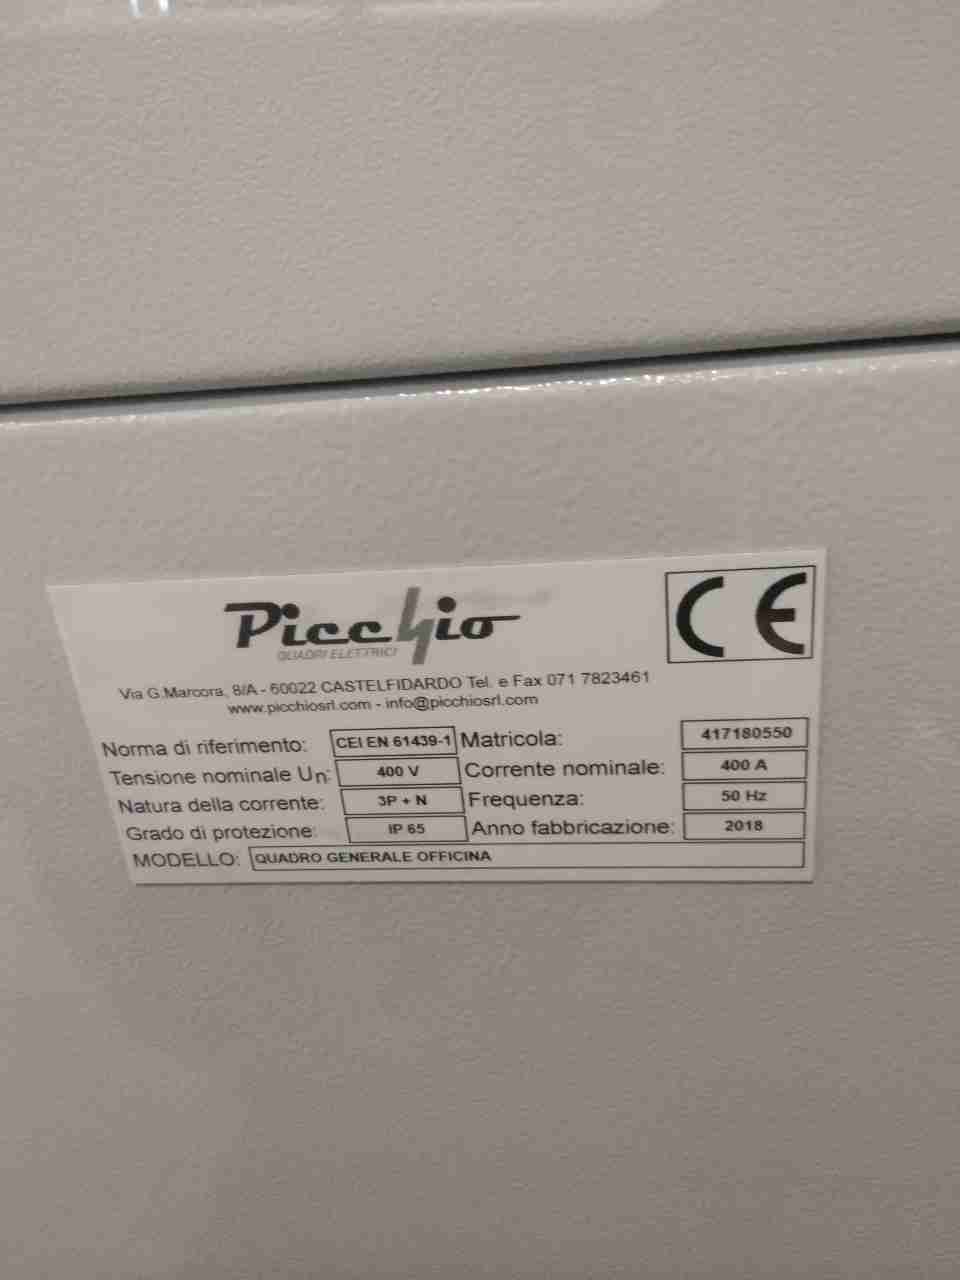 Picchio
QUADRI ELETTRICI
CE
Via G.Marcora, 8/A - 60022 CASTELFIDARDO Tel. e Fax 071 7823461
www.picchiosrl.com - info@picchiosrl.com
Norma di riferimento: CEI EN 61439-1 Matricola: 417180550
Tensione nominale Un: 400 V Corrente nominale: 400 A
Natura della corrente: 3P + N Frequenza: 50 Hz
Grado di protezione: IP 65 Anno fabbricazione: 2018
MODELLO: QUADRO GENERALE OFFICINA